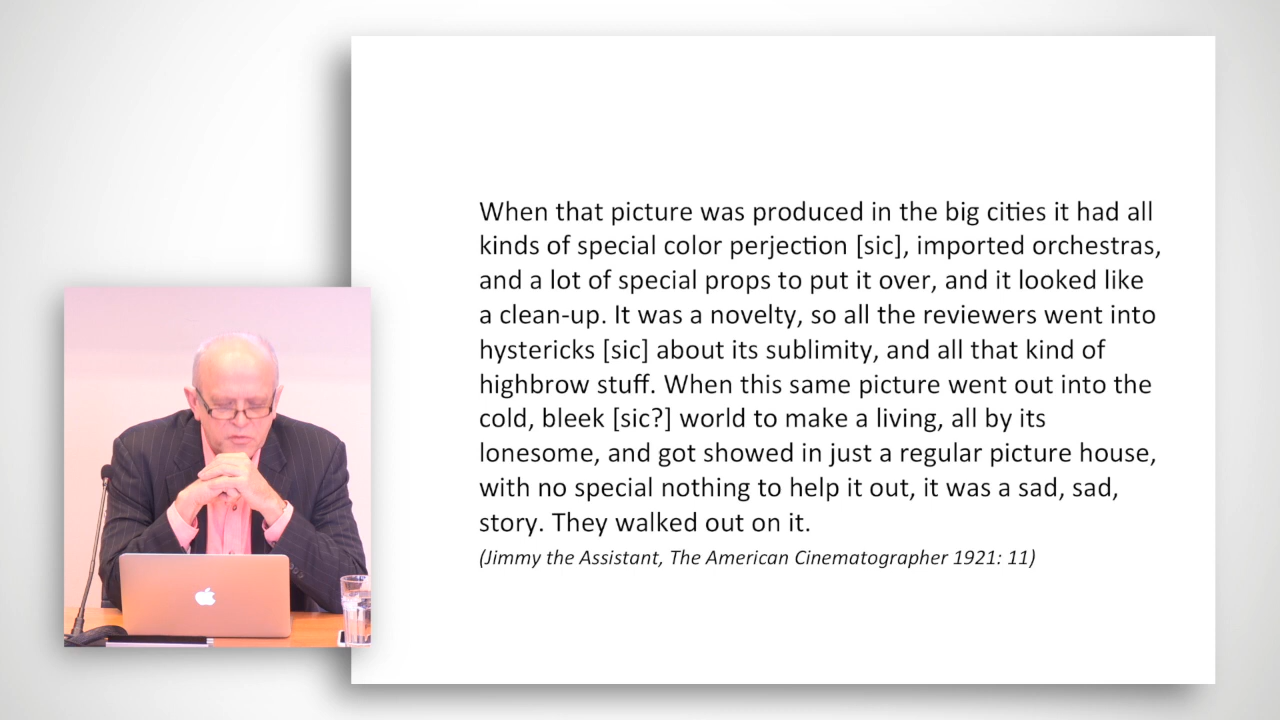 When that picture was produced in the big cities it had all
kinds of special color perjection [sic], imported orchestras,
and a lot of special props to put it over, and it looked like
a clean-up. It was a novelty, so all the reviewers went into
hystericks [sic] about its sublimity, and all that kind of
highbrow stuff. When this same picture went out into the
cold, bleek [sic?] world to make a living, all by its
lonesome, and got showed in just a regular picture house,
with no special nothing to help it out, it was a sad, sad,
story. They walked out on it.
(Jimmy the Assistant, The American Cinematographer 1921: 11)